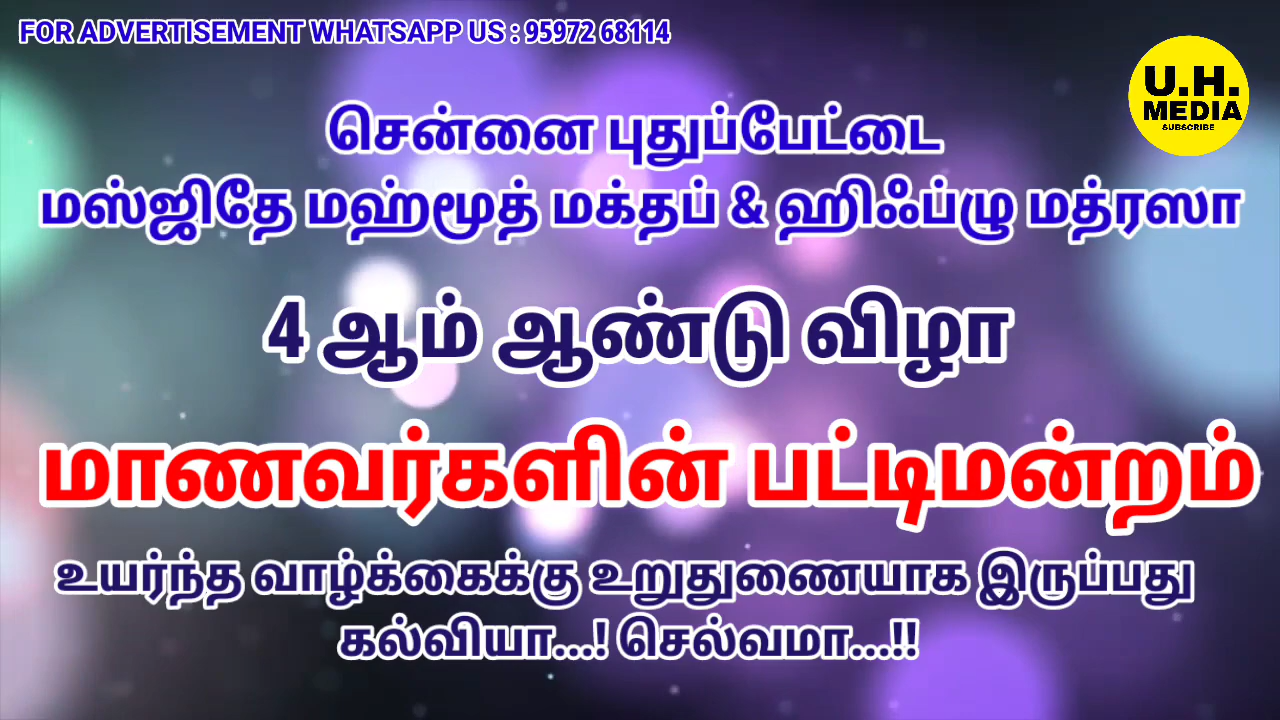 FOR ADVERTISEMENT WHATSAPP US : 95972 68114
U.H.
MEDIA
SUBSCRIBE
சென்னை புதுப்பேட்டை
மஸ்ஜிதே மஹ்மூத் மக்தப் & ஹிஃப்ழு மத்ரஸா
4 ஆம் ஆண்டு விழா
மாணவர்களின் பட்டிமன்றம்
உயர்ந்த வாழ்க்கைக்கு உறுதுணையாக இருப்பது
கல்வியா...! செல்வமா...!!